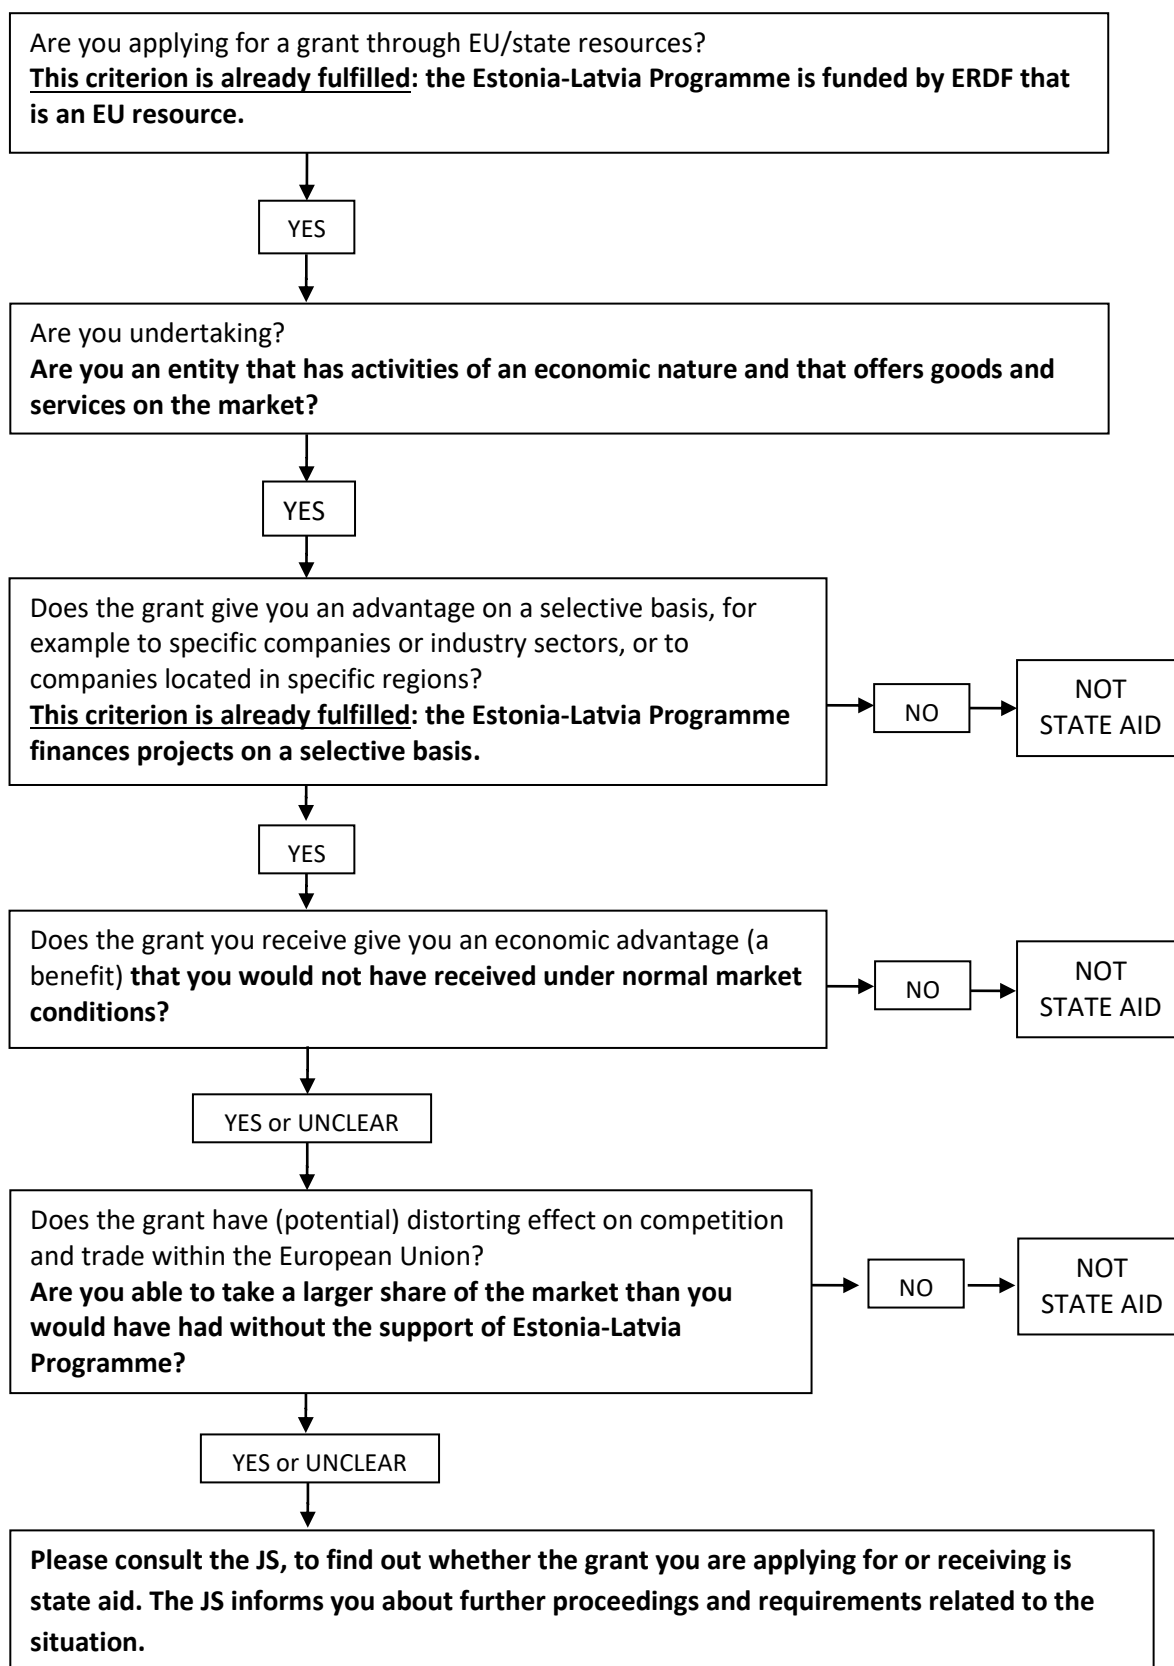 Are you applying for a grant through EU/state resources?
This criterion is already fulfilled: the Estonia-Latvia Programme is funded by ERDF that
is an EU resource.
YES
Are you undertaking?
Are you an entity that has activities of an economic nature and that offers goods and
services on the market?
YES
Does the grant give you an advantage on a selective basis, for
example to specific companies or industry sectors, or to
companies located in specific regions?
This criterion is already fulfilled: the Estonia-Latvia Programme
finances projects on a selective basis.
NO
NOT
STATE AID
YES
Does the grant you receive give you an economic advantage (a
benefit) that you would not have received under normal market
conditions?
NO
NOT
STATE AID
YES or UNCLEAR
Does the grant have (potential) distorting effect on competition
and trade within the European Union?
Are you able to take a larger share of the market than you
would have had without the support of Estonia-Latvia
Programme?
NO
NOT
STATE AID
YES or UNCLEAR
Please consult the JS, to find out whether the grant you are applying for or receiving is
state aid. The JS informs you about further proceedings and requirements related to the
situation.